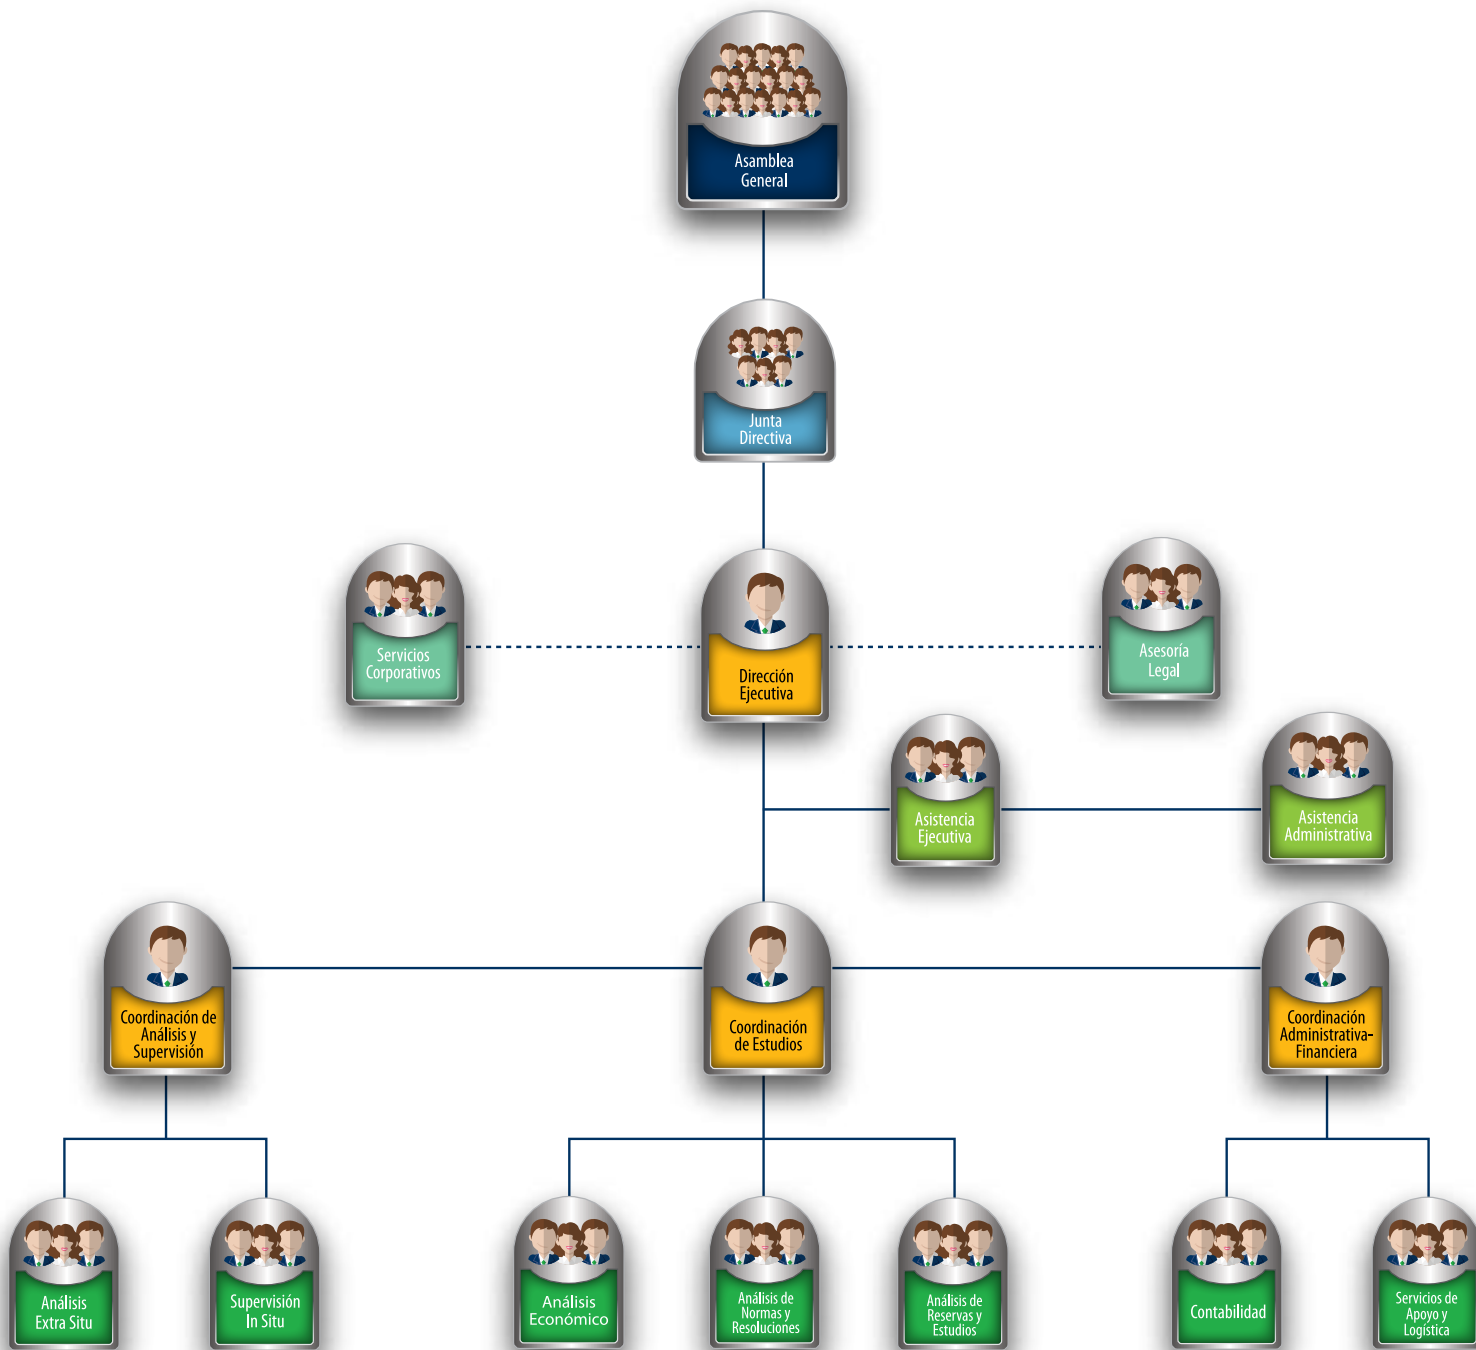 Asamblea
General
Junta
Directiva
Servicios
Corporativos
Dirección
Ejecutiva
Asesoría
Legal
Asistencia
Ejecutiva
Asistencia
Administrativa
Coordinación de
Análisis y
Supervisión
Coordinación
de Estudios
Coordinación
Administrativa-
Financiera
Análisis
Extra Situ
Supervisión
In Situ
Análisis
Económico
Análisis de
Normas y
Resoluciones
Análisis de
Reservas y
Estudios
Contabilidad
Servicios de
Apoyo y
Logística